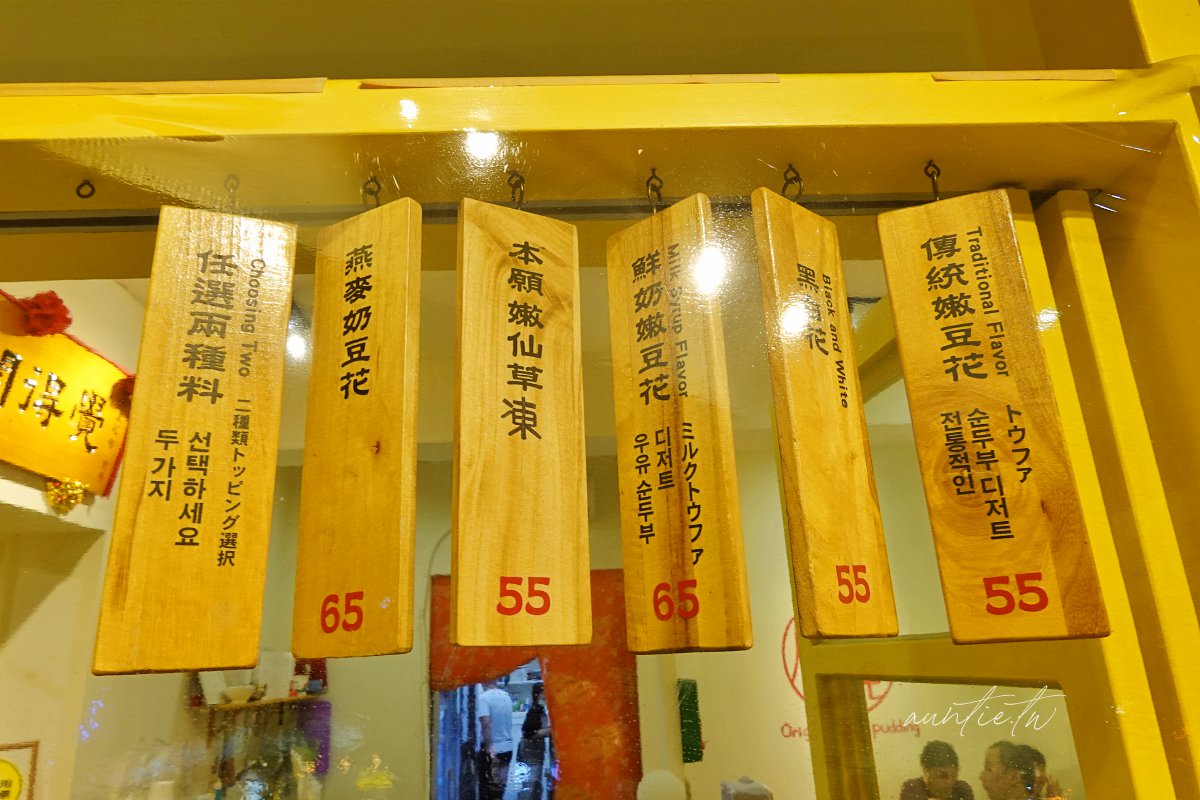 Traditional Flavor
傳統嫩豆花
トウファ
순두부 디저트
전통적인
55
Black and White
55
Milk Syrup Flavor
鮮奶嫩豆花
ミルクトウファ
디저트
우유 순두부
65
本願嫩仙草凍
55
燕麥奶豆花
65
Choosing Two
任選兩種料
二種類トッピング選択
선택하세요
두가지
覺得
pudding
auntie.tw